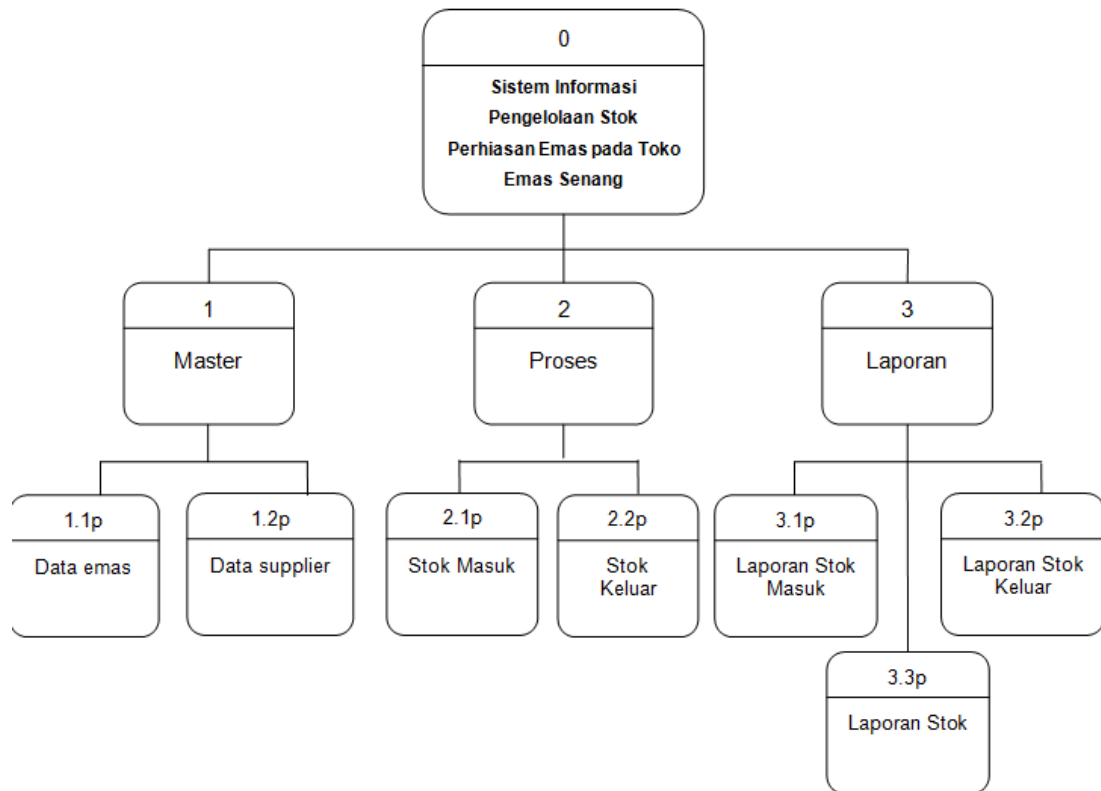 0
Sistem Informasi
Pengelolaan Stok
Perhiasan Emas pada Toko
Emas Senang
1
Master
2
Proses
3
Laporan
1.1p
Data emas
1.2p
Data supplier
2.1p
Stok Masuk
2.2p
Stok
Keluar
3.1p
Laporan Stok
Masuk
3.2p
Laporan Stok
Keluar
3.3p
Laporan Stok